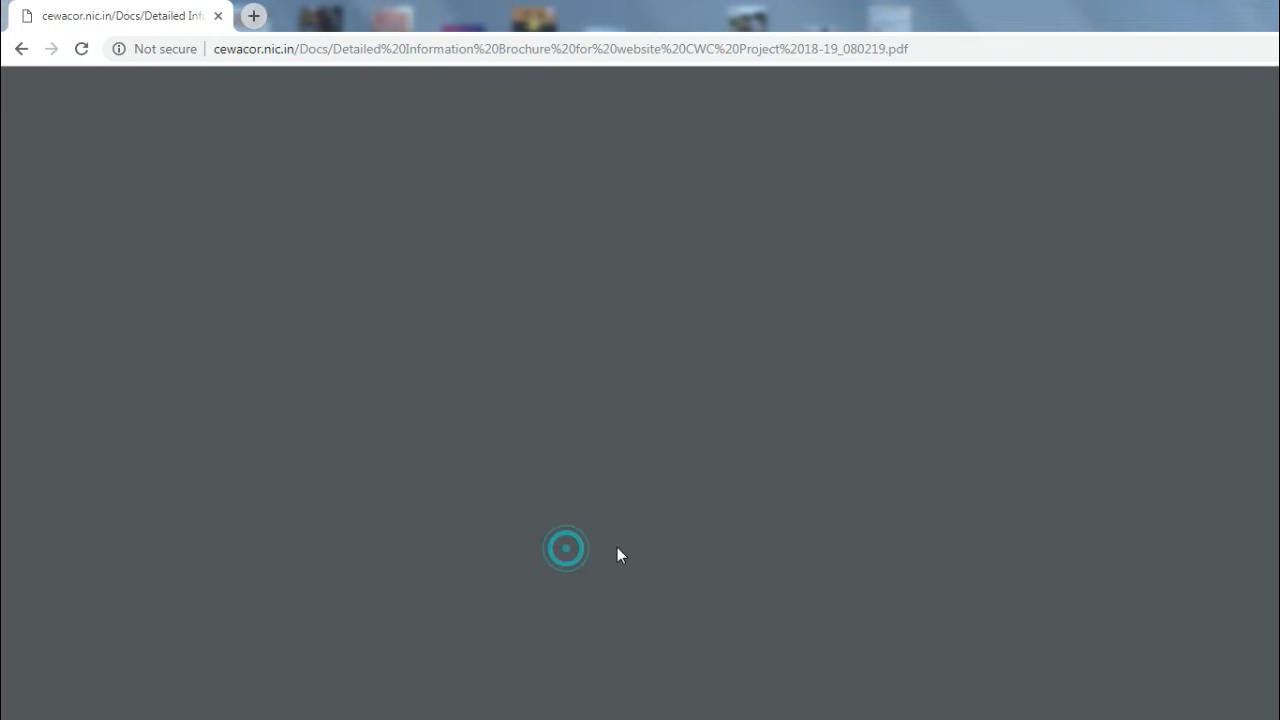 cewacor.nic.in/Docs/Detailed Info
Not secure
cewacor.nic.in/Docs/Detailed%20Information%20Brochure%20for%20website%20CWC%20Project%2018-19_080219.pdf